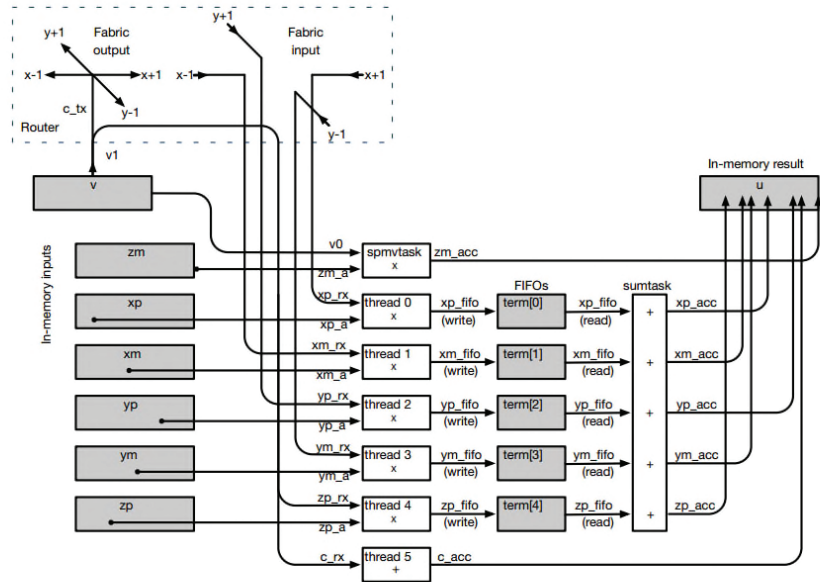 y+1
Fabric
output
y+1
Fabric
input
x-1
x+1
x-1
x+1
c_tx
y-1
y-1
Router
v1
In-memory result
v
u
In-memory inputs
zm
v0
zm_a
spmvtask
x
zm_acc
FIFOs
sumtask
xp
xp_rx
xp_a
thread 0
x
xp_fifo
(write)
term[0]
xp_fifo
(read)
+
xp_acc
xm
xm_rx
xm_a
thread 1
x
xm_fifo
(write)
term[1]
xm_fifo
(read)
+
xm_acc
yp
yp_rx
yp_a
thread 2
x
yp_fifo
(write)
term[2]
yp_fifo
(read)
+
yp_acc
ym
ym_rx
ym_a
thread 3
x
ym_fifo
(write)
term[3]
ym_fifo
(read)
+
ym_acc
zp
zp_rx
zp_a
thread 4
x
zp_fifo
(write)
term[4]
zp_fifo
(read)
+
zp_acc
c_rx
thread 5
+
c_acc